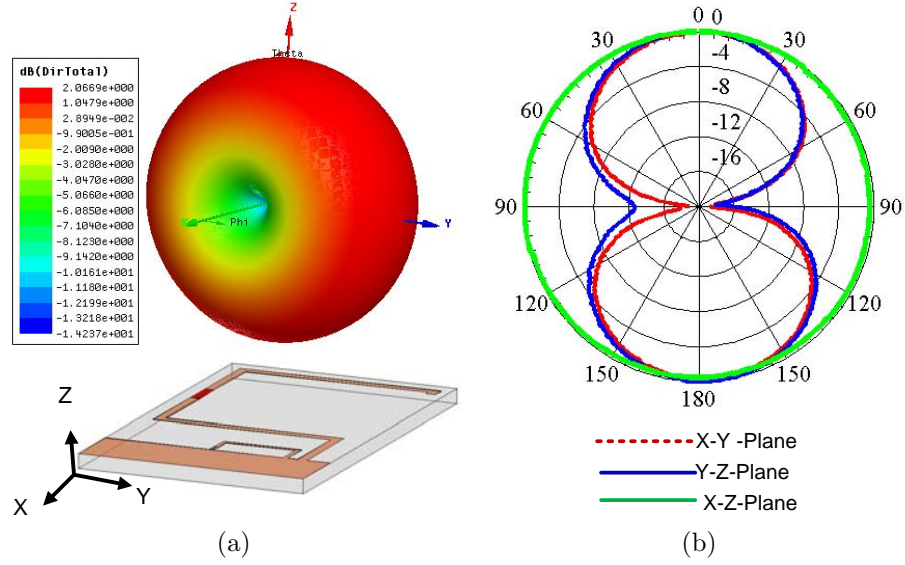 Z
Theta
dB(DirTotal)
2.0669e+000
1.0479e+000
2.8949e-002
-9.9005e-001
-2.0090e+000
-3.0280e+000
-4.0470e+000
-5.0660e+000
-6.0850e+000
-7.1040e+000
-8.1230e+000
-9.1420e+000
-1.0161e+001
-1.1180e+001
-1.2199e+001
-1.3218e+001
-1.4237e+001
Phi
Y
Z
X
Y
(a)
0 0
30 -4 30
-8
60 -12 60
-16
90 90
120 120
150 150
180
X-Y -Plane
Y-Z-Plane
X-Z-Plane
(b)